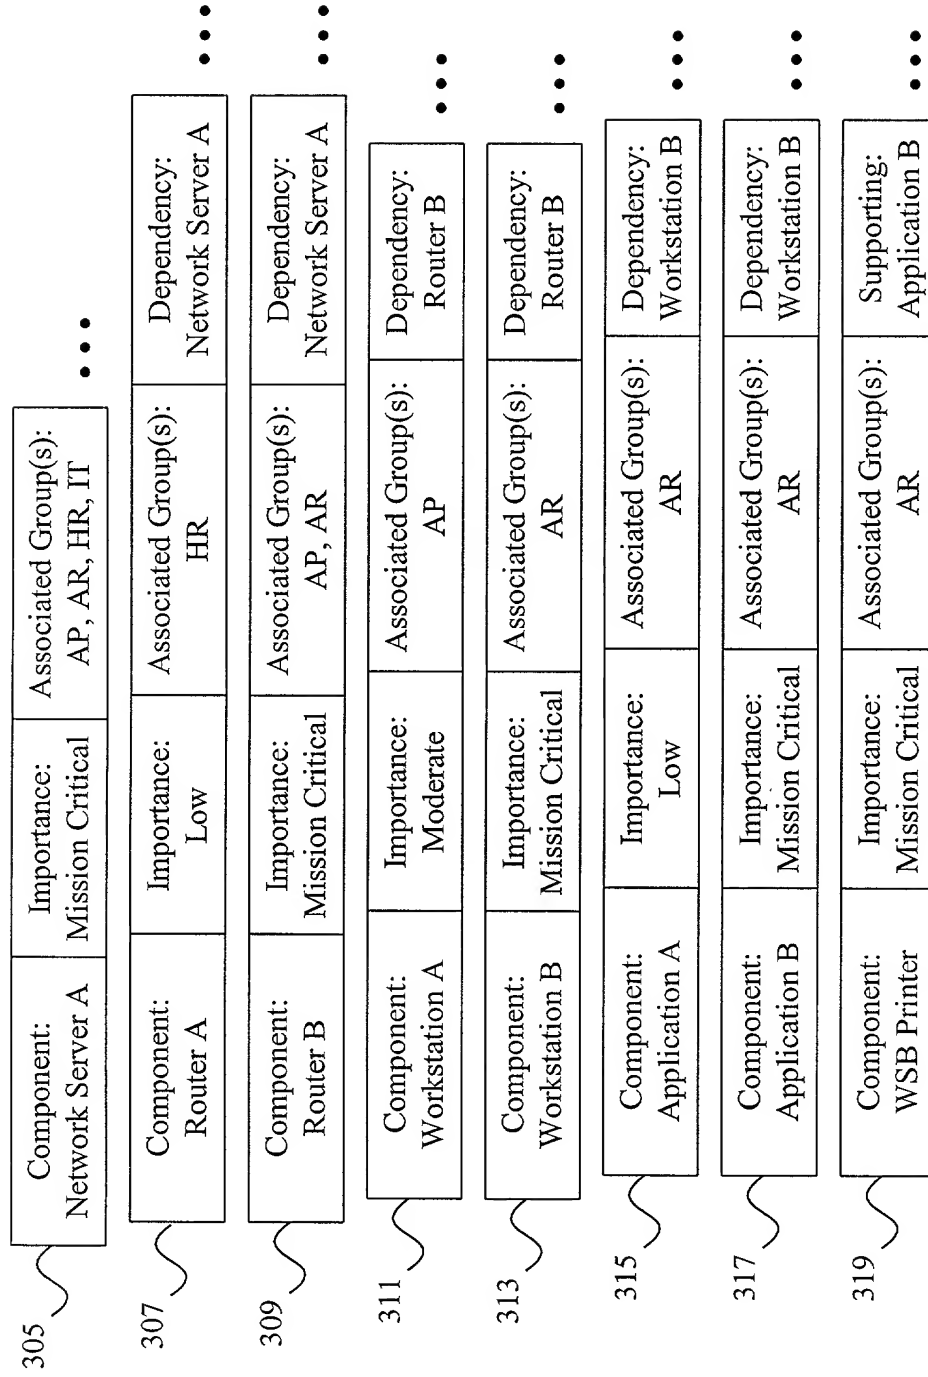 305
Component:
Network Server A
Importance:
Mission Critical
Associated Group(s):
AP, AR, HR, IT
307
Component:
Router A
Importance:
Low
Associated Group(s):
HR
Dependency:
Network Server A
309
Component:
Router B
Importance:
Mission Critical
Associated Group(s):
AP, AR
Dependency:
Network Server A
311
Component:
Workstation A
Importance:
Moderate
Associated Group(s):
AP
Dependency:
Router B
313
Component:
Workstation B
Importance:
Mission Critical
Associated Group(s):
AR
Dependency:
Router B
315
Component:
Application A
Importance:
Low
Associated Group(s):
AR
Dependency:
Workstation B
317
Component:
Application B
Importance:
Mission Critical
Associated Group(s):
AR
Dependency:
Workstation B
319
Component:
WSB Printer
Importance:
Mission Critical
Associated Group(s):
AR
Supporting:
Application B